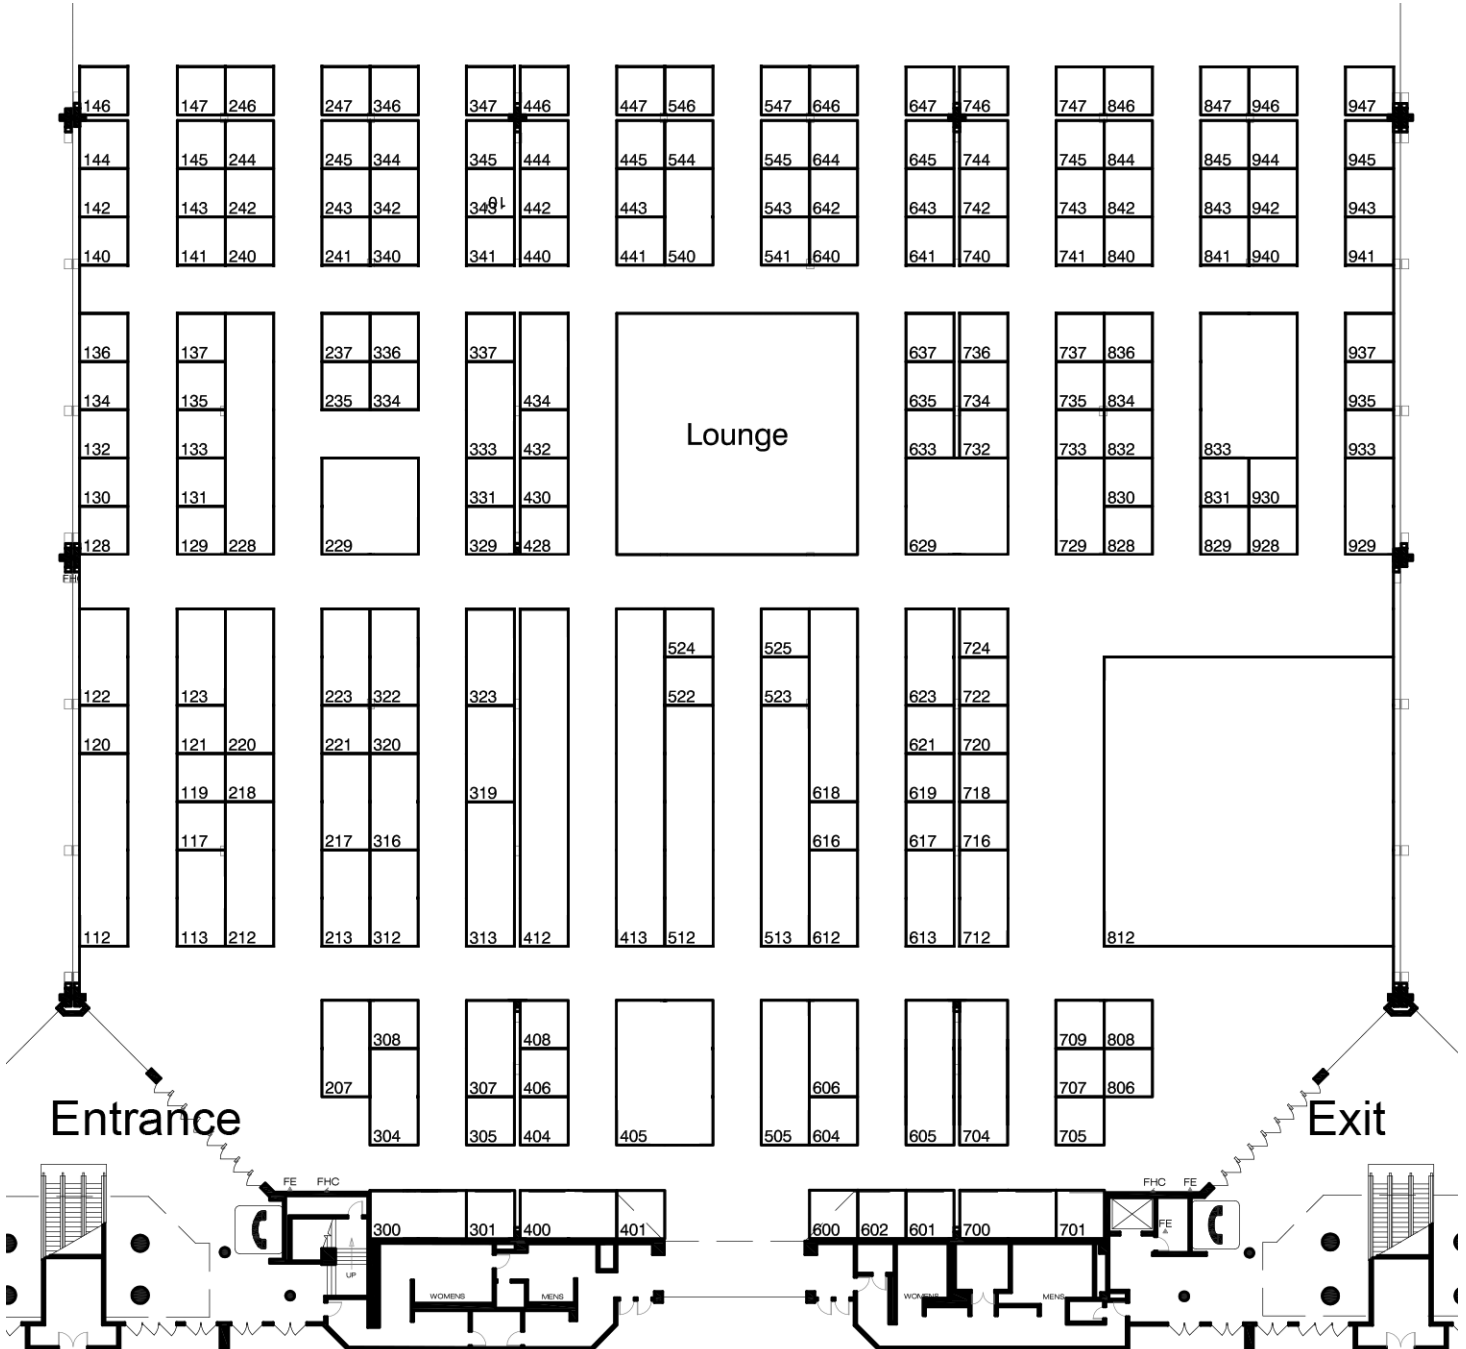 146 147 246 247 346 347 446 447 546 547 646 647 746 747 846 847 946 947
144 145 244 245 344 345 444 445 544 545 644 645 744 745 844 845 944 945
142 143 242 243 342 343 10 442 443 543 642 643 742 743 842 843 942 943
140 141 240 241 340 341 440 441 540 541 640 641 740 741 840 841 940 941
136 137 237 336 337 637 736 737 836 937
134 135 235 334 434 635 734 735 834 935
Lounge
132 133 333 432 633 732 733 832 833 933
130 131 331 430 830 831 930
128 129 228 229 329 428 629 729 828 829 928 929
FHC
524 525 724
122 123 223 322 323 522 523 623 722
120 121 220 221 320 621 720
119 218 319 618 619 718
117 217 316 616 617 716
112 113 212 213 312 313 412 413 512 513 612 613 712 812
308 408 709 808
207 307 406 606 707 806
Entrance
Exit
304 305 404 405 505 604 605 704 705
FE FHC FHC FE
300 301 400 401 600 602 601 700 701
FE
UP
WOMENS MENS WOMENS MENS